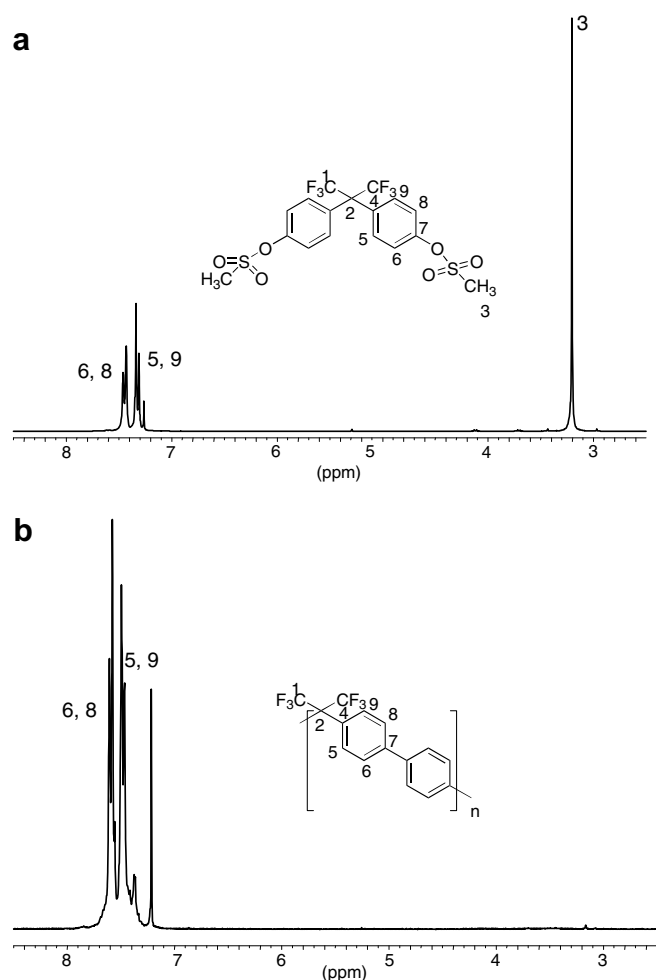 a
3
1
F₃C CF₃ 9
4 8
2
7
5
O 6 O
O=S O S=O
H₃C O O CH₃
3
6, 8 5, 9
8 7 6 5 4 3
(ppm)
b
5, 9
6, 8
1
F₃C CF₃ 9
4 8
2
7
5
6
n
8 7 6 5 4 3
(ppm)